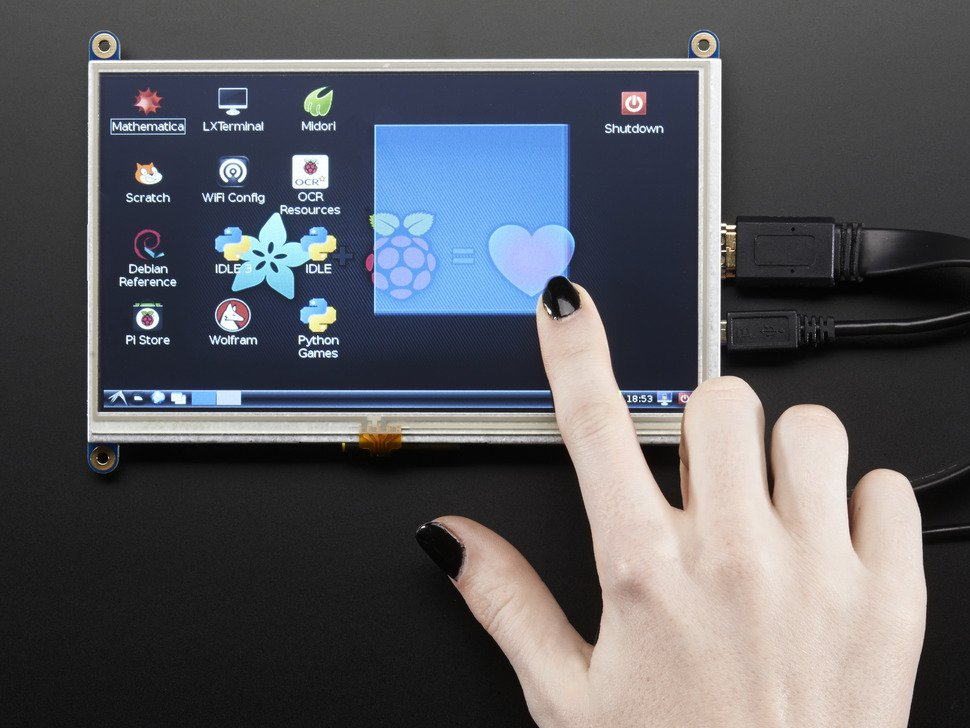 Mathematica
LXTerminal
Midori
Shutdown
Scratch
WiFi Config
OCR
OCR
Resources
Debian
Reference
IDLE 3
IDLE
+
=
Pi Store
Wolfram
Python
Games
18:53